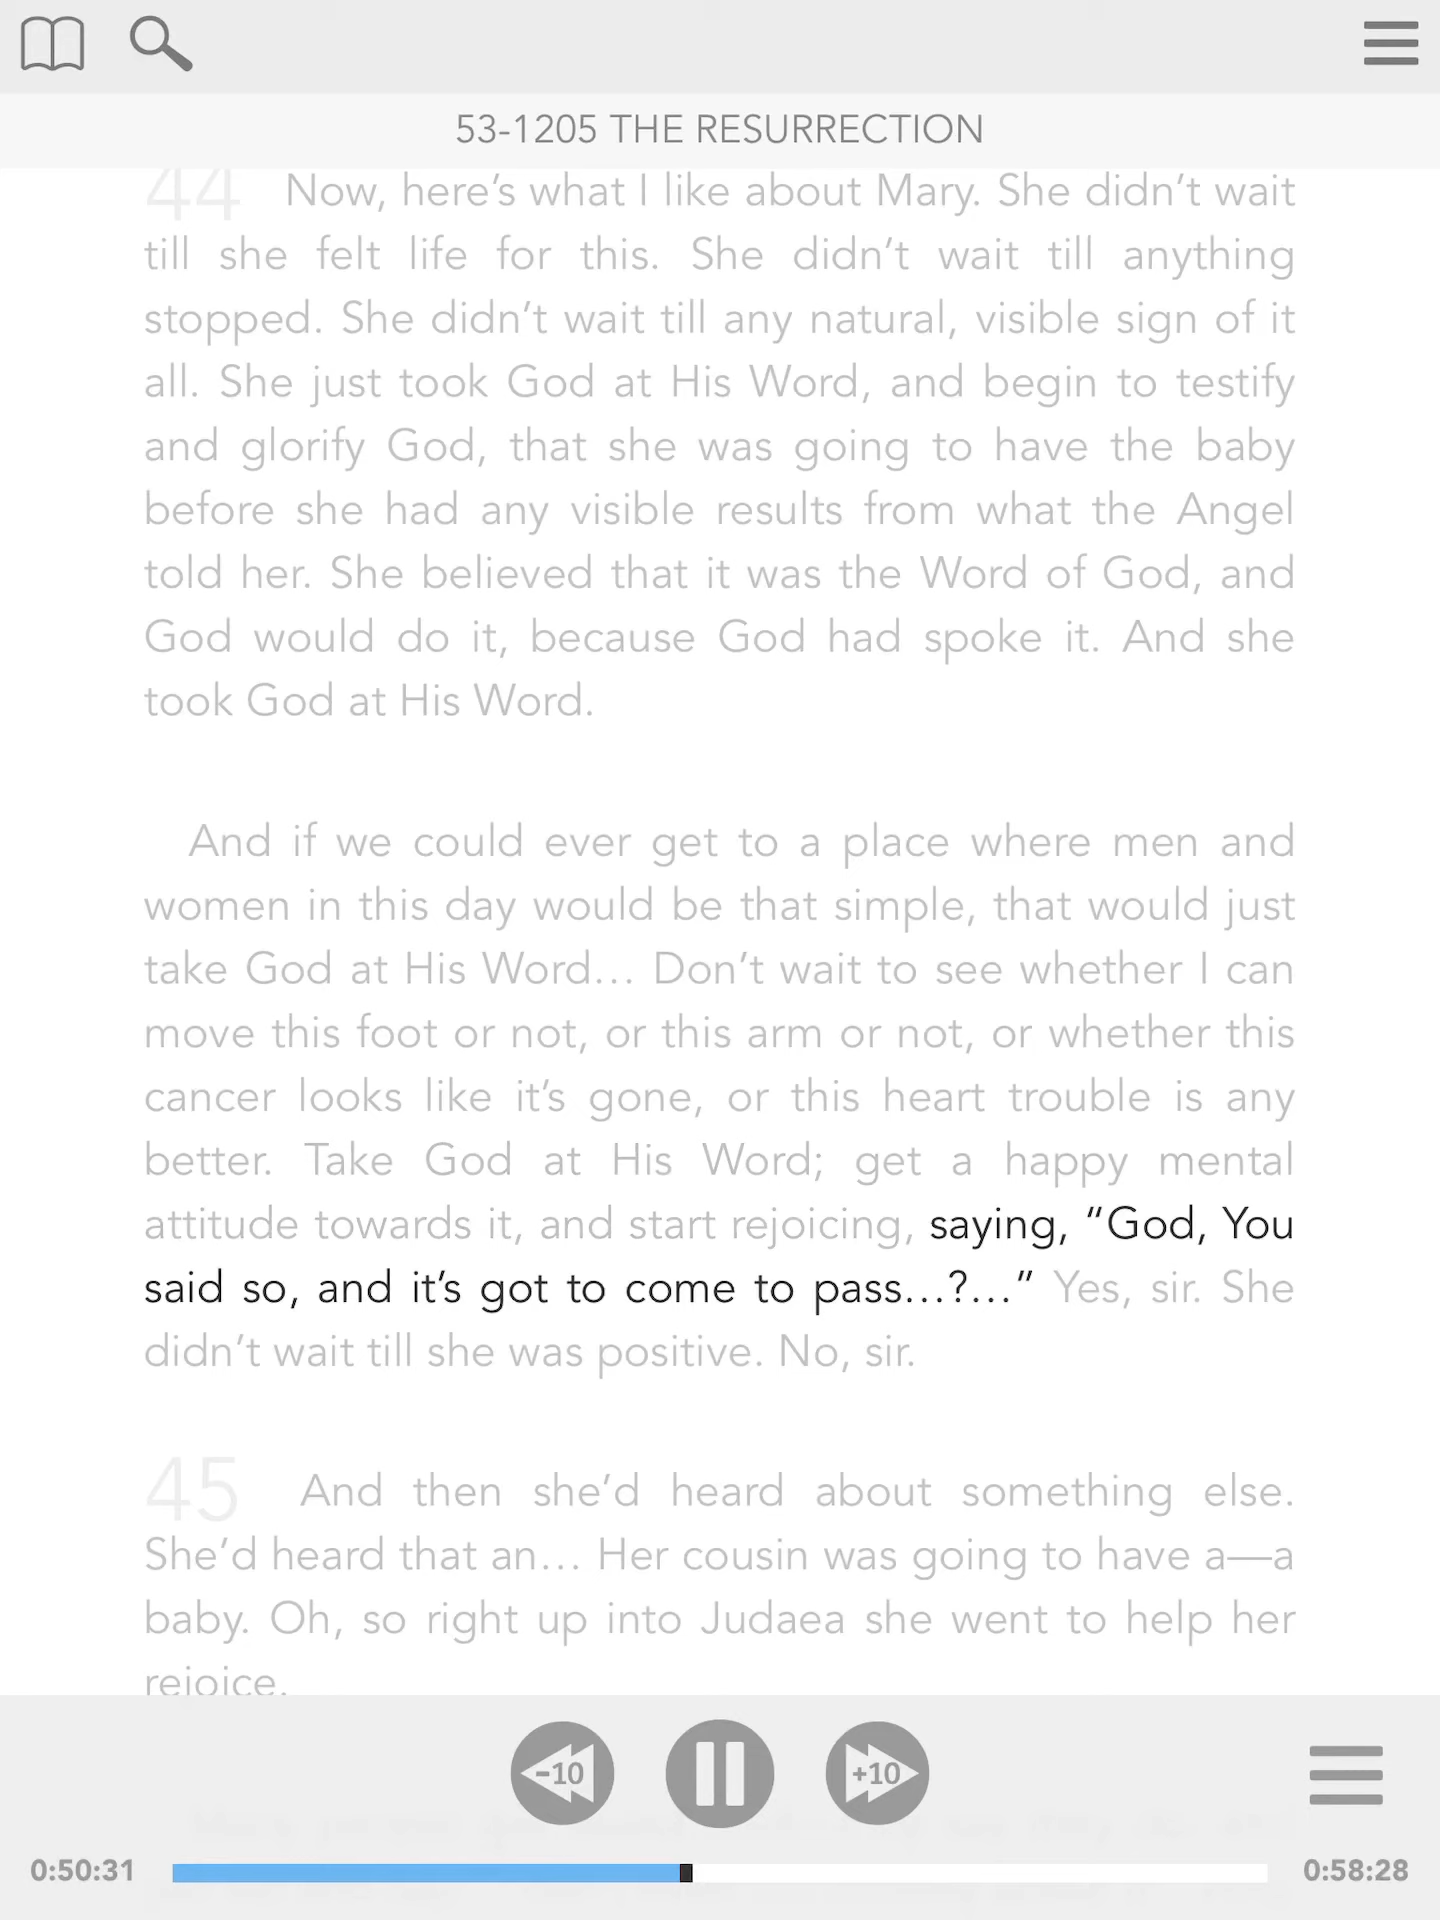 53-1205 THE RESURRECTION
44 Now, here’s what I like about Mary. She didn’t wait
till she felt life for this. She didn’t wait till anything
stopped. She didn’t wait till any natural, visible sign of it
all. She just took God at His Word, and begin to testify
and glorify God, that she was going to have the baby
before she had any visible results from what the Angel
told her. She believed that it was the Word of God, and
God would do it, because God had spoke it. And she
took God at His Word.
And if we could ever get to a place where men and
women in this day would be that simple, that would just
take God at His Word… Don’t wait to see whether I can
move this foot or not, or this arm or not, or whether this
cancer looks like it’s gone, or this heart trouble is any
better. Take God at His Word; get a happy mental
attitude towards it, and start rejoicing, saying, “God, You
said so, and it’s got to come to pass…?…” Yes, sir. She
didn’t wait till she was positive. No, sir.
45 And then she’d heard about something else.
She’d heard that an… Her cousin was going to have a—a
baby. Oh, so right up into Judaea she went to help her
rejoice.
-10
+10
0:50:31
0:58:28